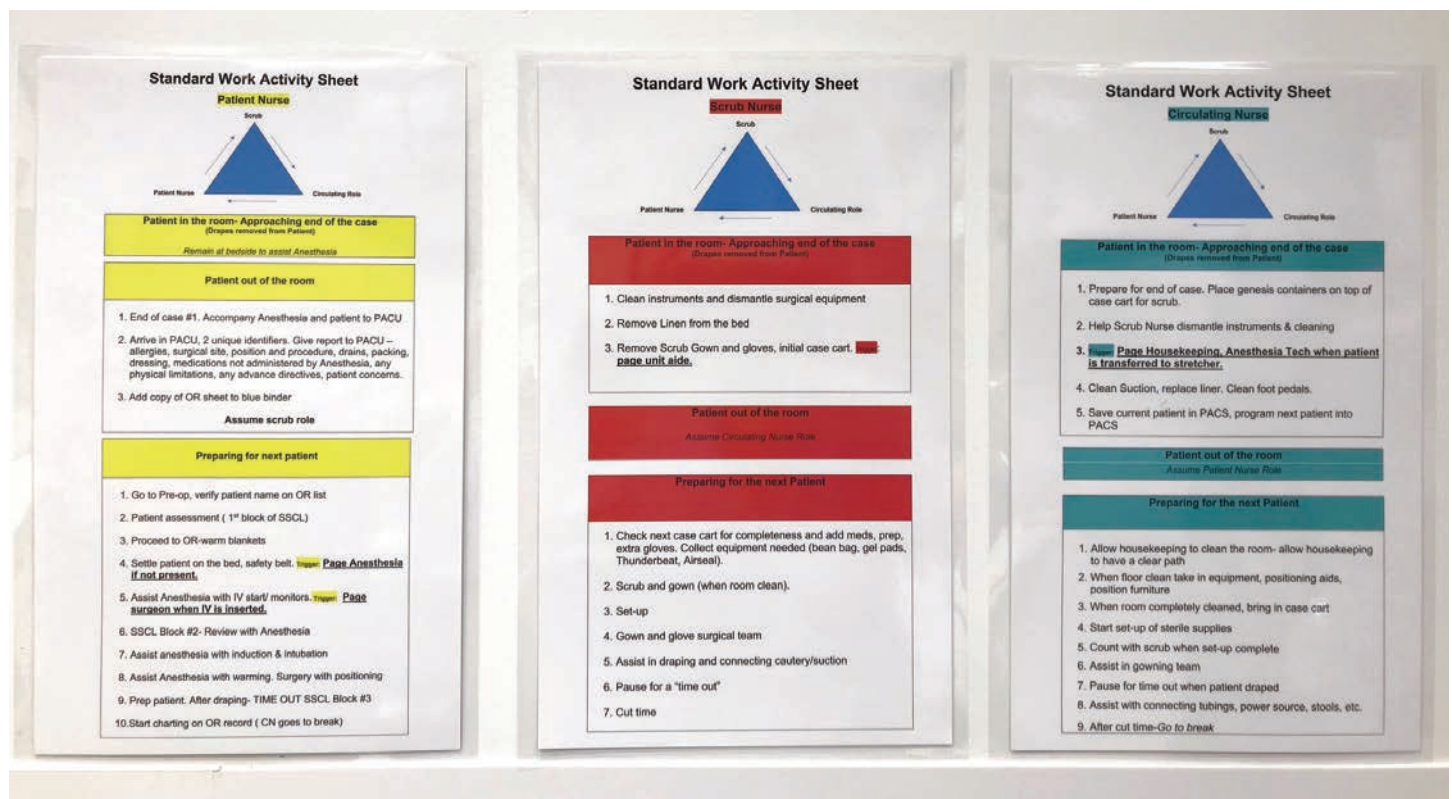 Standard Work Activity Sheet
Patient Nurse
Scrub
Patient Nurse
Circulating Role
Patient in the room- Approaching end of the case
(Drapes removed from Patient)
Remain at bedside to assist Anesthesia
Patient out of the room
1. End of case #1. Accompany Anesthesia and patient to PACU
2. Arrive in PACU, 2 unique identifiers. Give report to PACU –
allergies, surgical site, position and procedure, drains, packing,
dressing, medications not administered by Anesthesia, any
physical limitations, any advance directives, patient concerns.
3. Add copy of OR sheet to blue binder
Assume scrub role
Preparing for next patient
1. Go to Pre-op, verify patient name on OR list
2. Patient assessment ( 1st block of SSCL)
3. Proceed to OR-warm blankets
4. Settle patient on the bed, safety belt. Trigger: Page Anesthesia
if not present.
5. Assist Anesthesia with IV start/ monitors. Trigger: Page
surgeon when IV is inserted.
6. SSCL Block #2- Review with Anesthesia
7. Assist anesthesia with induction & intubation
8. Assist Anesthesia with warming. Surgery with positioning
9. Prep patient. After draping- TIME OUT SSCL Block #3
10.Start charting on OR record ( CN goes to break)
Standard Work Activity Sheet
Scrub Nurse
Scrub
Patient Nurse
Circulating Role
Patient in the room- Approaching end of the case
(Drapes removed from Patient)
1. Clean instruments and dismantle surgical equipment
2. Remove Linen from the bed
3. Remove Scrub Gown and gloves, initial case cart. Trigger:
page unit aide.
Patient out of the room
Assume Circulating Nurse Role
Preparing for the next Patient
1. Check next case cart for completeness and add meds, prep,
extra gloves. Collect equipment needed (bean bag, gel pads,
Thunderbeat, Airseal).
2. Scrub and gown (when room clean).
3. Set-up
4. Gown and glove surgical team
5. Assist in draping and connecting cautery/suction
6. Pause for a "time out"
7. Cut time
Standard Work Activity Sheet
Circulating Nurse
Scrub
Patient Nurse
Circulating Role
Patient in the room- Approaching end of the case
(Drapes removed from Patient)
1. Prepare for end of case. Place genesis containers on top of
case cart for scrub.
2. Help Scrub Nurse dismantle instruments & cleaning
3. Trigger: Page Housekeeping, Anesthesia Tech when patient
is transferred to stretcher.
4. Clean Suction, replace liner. Clean foot pedals.
5. Save current patient in PACS, program next patient into
PACS
Patient out of the room
Assume Patient Nurse Role
Preparing for the next Patient
1. Allow housekeeping to clean the room- allow housekeeping
to have a clear path
2. When floor clean take in equipment, positioning aids,
position furniture
3. When room completely cleaned, bring in case cart
4. Start set-up of sterile supplies
5. Count with scrub when set-up complete
6. Assist in gowning team
7. Pause for time out when patient draped
8. Assist with connecting tubings, power source, stools, etc.
9. After cut time-Go to break